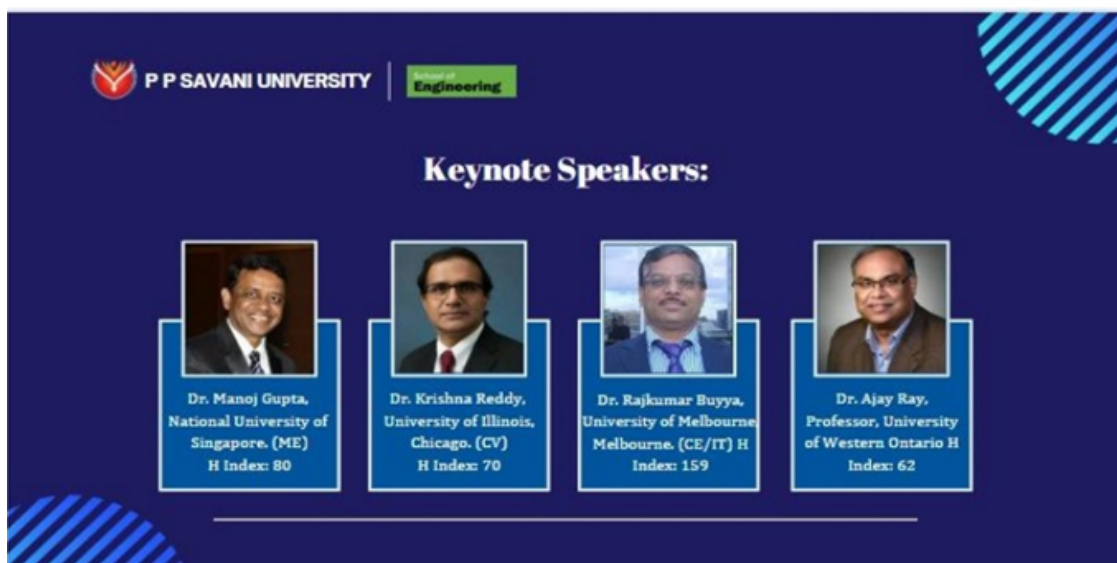 P P SAVANI UNIVERSITY
School of
Engineering
Keynote Speakers:
Dr. Manoj Gupta,
National University of
Singapore. (ME)
H Index: 80
Dr. Krishna Reddy,
University of Illinois,
Chicago. (CV)
H Index: 70
Dr. Rajkumar Buyya,
University of Melbourne,
Melbourne. (CE/IT) H
Index: 159
Dr. Ajay Ray,
Professor, University
of Western Ontario H
Index: 62